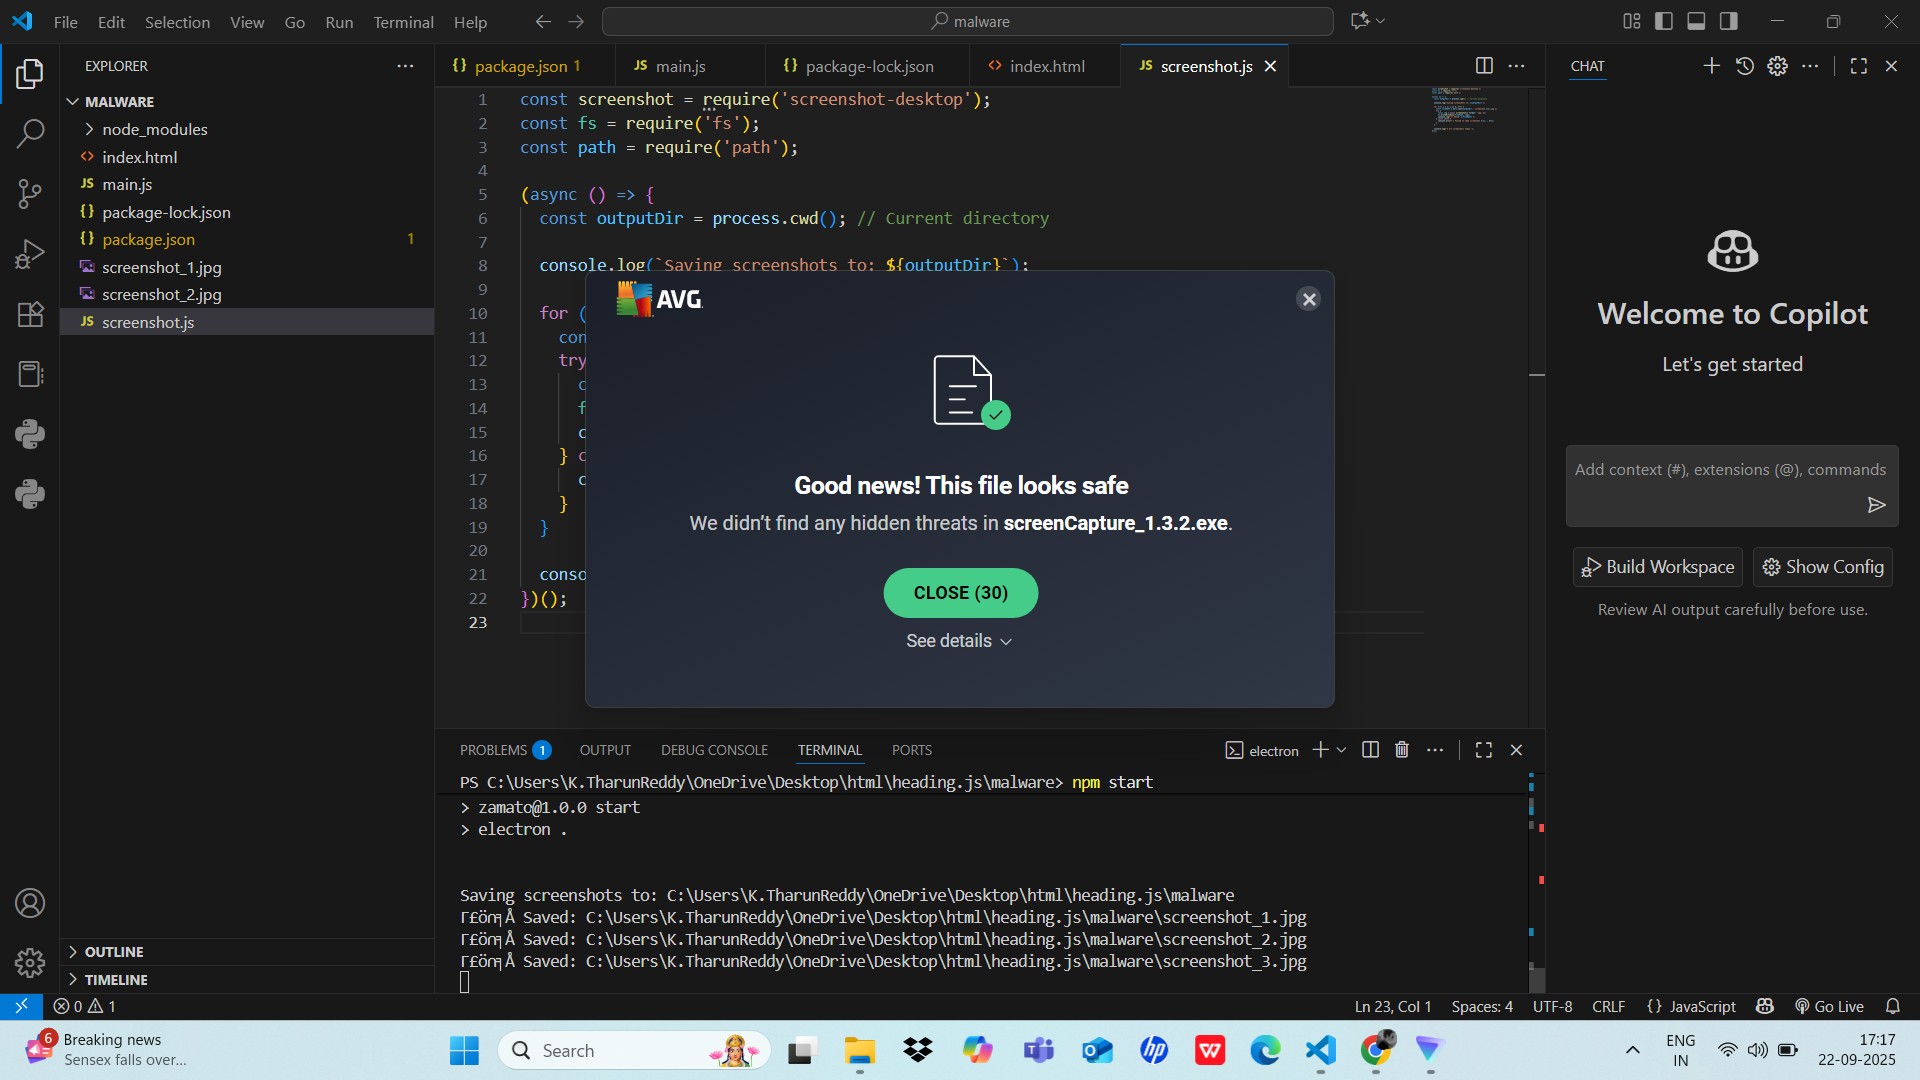 File Edit Selection View Go Run Terminal Help
malware
EXPLORER
MALWARE
node_modules
index.html
JS main.js
{} package-lock.json
{} package.json 1
screenshot_1.jpg
screenshot_2.jpg
JS screenshot.js
OUTLINE
TIMELINE
{} package.json 1
JS main.js
{} package-lock.json
<> index.html
JS screenshot.js
1 const screenshot = require('screenshot-desktop');
2 const fs = require('fs');
3 const path = require('path');
4
5 (async () => {
6 const outputDir = process.cwd(); // Current directory
7
8 console.log(`Saving screenshots to: ${outputDir}`);
9
10 for (
11 con
12 try
13 c
14 f
15 c
16 } c
17 c
18 }
19 }
20
21 conso
22 })();
23
AVG
Good news! This file looks safe
We didn't find any hidden threats in screenCapture_1.3.2.exe.
CLOSE (30)
See details
PROBLEMS 1 OUTPUT DEBUG CONSOLE TERMINAL PORTS
electron
PS C:\Users\K.TharunReddy\OneDrive\Desktop\html\heading.js\malware> npm start
> zamato@1.0.0 start
> electron .
Saving screenshots to: C:\Users\K.TharunReddy\OneDrive\Desktop\html\heading.js\malware
Saved: C:\Users\K.TharunReddy\OneDrive\Desktop\html\heading.js\malware\screenshot_1.jpg
Saved: C:\Users\K.TharunReddy\OneDrive\Desktop\html\heading.js\malware\screenshot_2.jpg
Saved: C:\Users\K.TharunReddy\OneDrive\Desktop\html\heading.js\malware\screenshot_3.jpg
CHAT
Welcome to Copilot
Let's get started
Add context (#), extensions (@), commands
Build Workspace
Show Config
Review AI output carefully before use.
0 1
Ln 23, Col 1 Spaces: 4 UTF-8 CRLF {} JavaScript Go Live
6
Breaking news
Sensex falls over...
Search
ENG
IN
17:17
22-09-2025